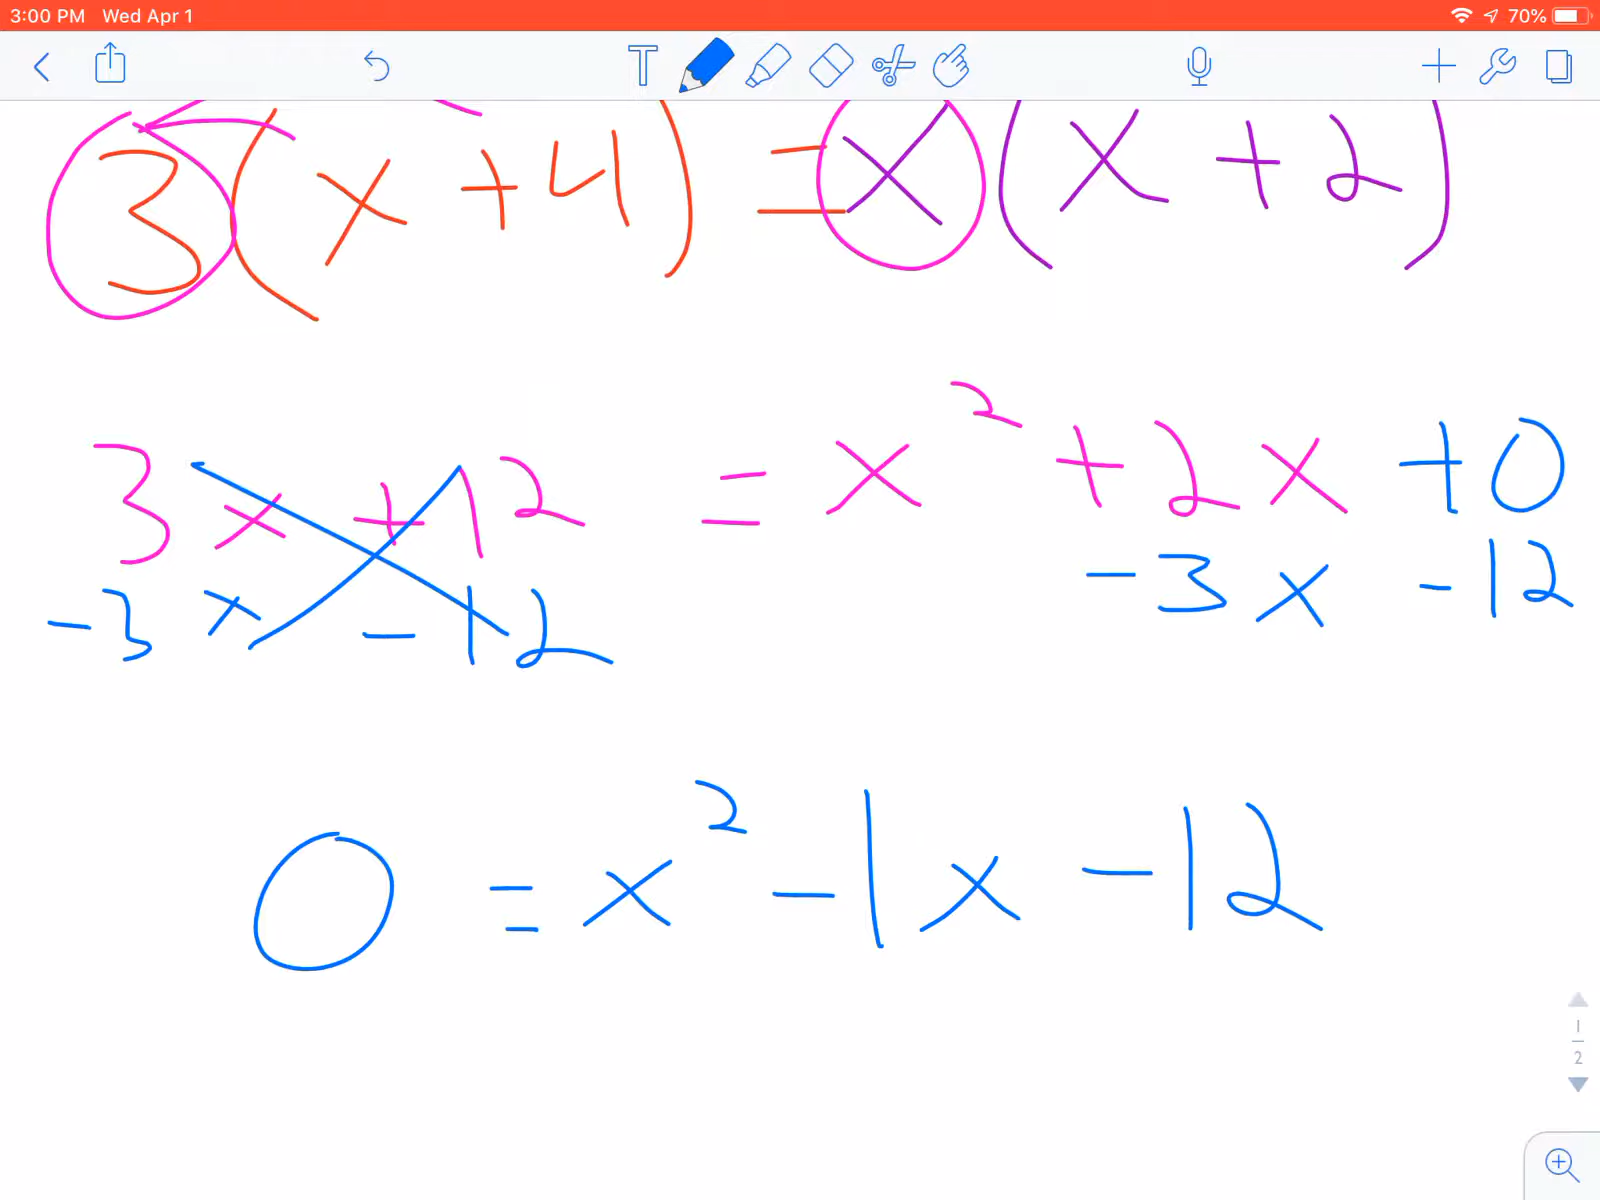 3:00 PM Wed Apr 1 70%
T
3(x+4) = x(x+2)
3x+12 = x² +2x +0
-3x -12 -3x -12
0 = x² -1x -12
1
2